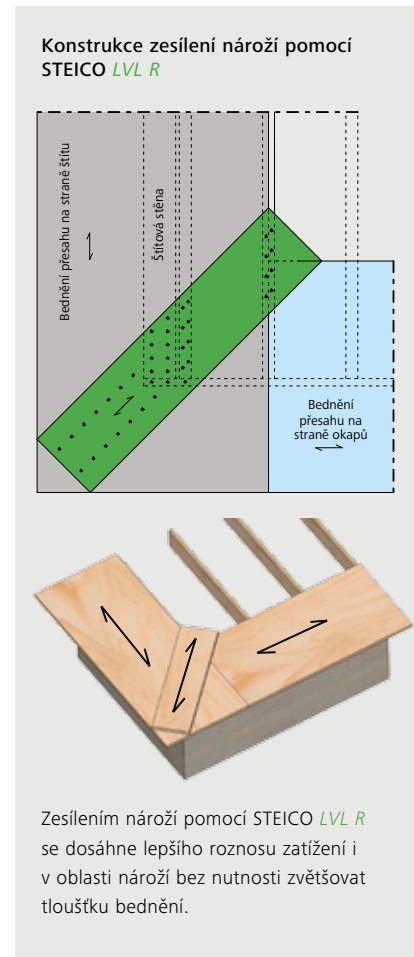 Konstrukce zesílení nároží pomocí
STEICO LVL R
Bednění přesahu na straně štítu
Štítová stěna
Bednění
přesahu na
straně okapů
Zesílením nároží pomocí STEICO LVL R
se dosáhne lepšího roznosu zatížení i
v oblasti nároží bez nutnosti zvětšovat
tloušťku bednění.